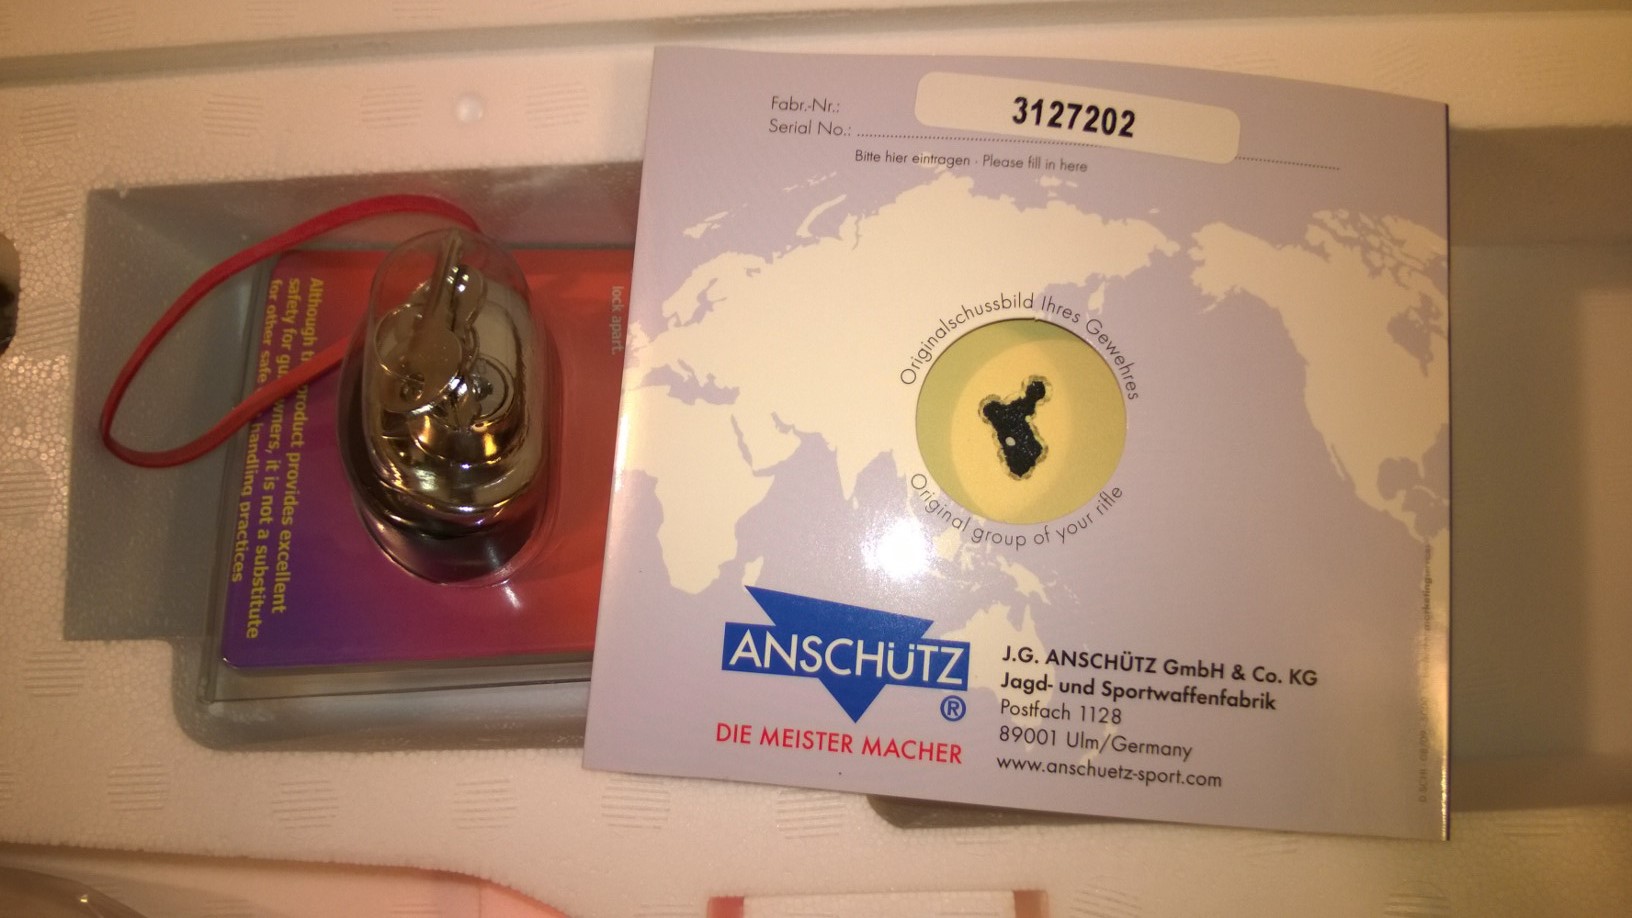 Fabr.-Nr.:
Serial No.:
3127202
Bitte hier eintragen · Please fill in here
Originalschussbild Ihres Gewehres
Original group of your rifle
ANSCHÜTZ
®
DIE MEISTER MACHER
J.G. ANSCHÜTZ GmbH & Co. KG
Jagd- und Sportwaffenfabrik
Postfach 1128
89001 Ulm/Germany
www.anschuetz-sport.com
lock apart.
Although product provides excellent
safety for owners, it is not a substitute
for other handling practices